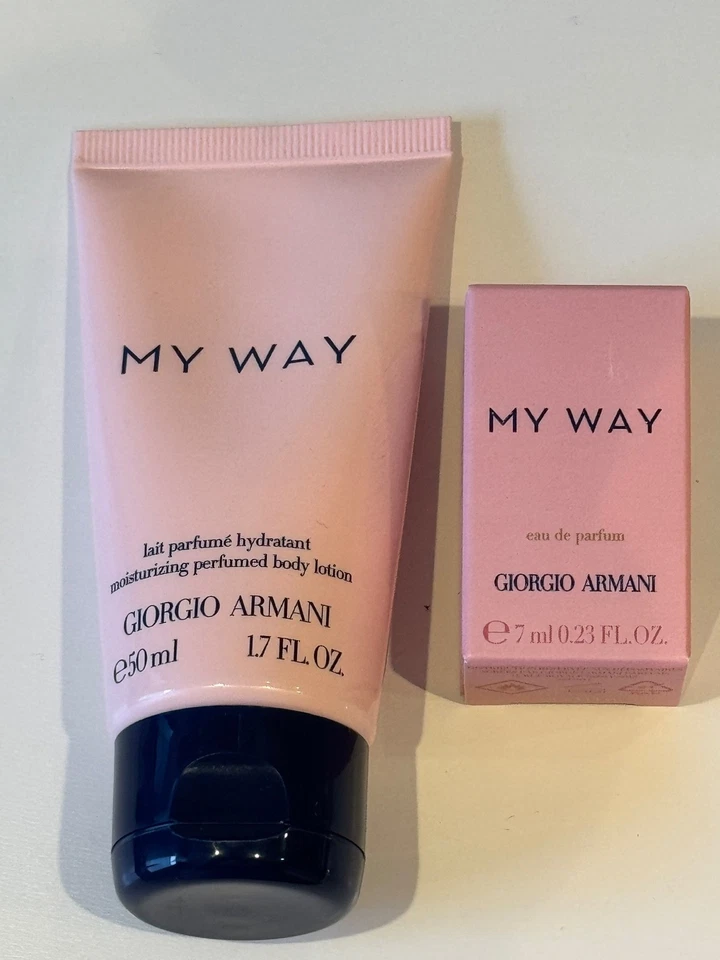 MY WAY
lait parfumé hydratant
moisturizing perfumed body lotion
GIORGIO ARMANI
℮50 ml 1.7 FL. OZ.
MY WAY
eau de parfum
GIORGIO ARMANI
℮ 7 ml 0.23 FL. OZ.